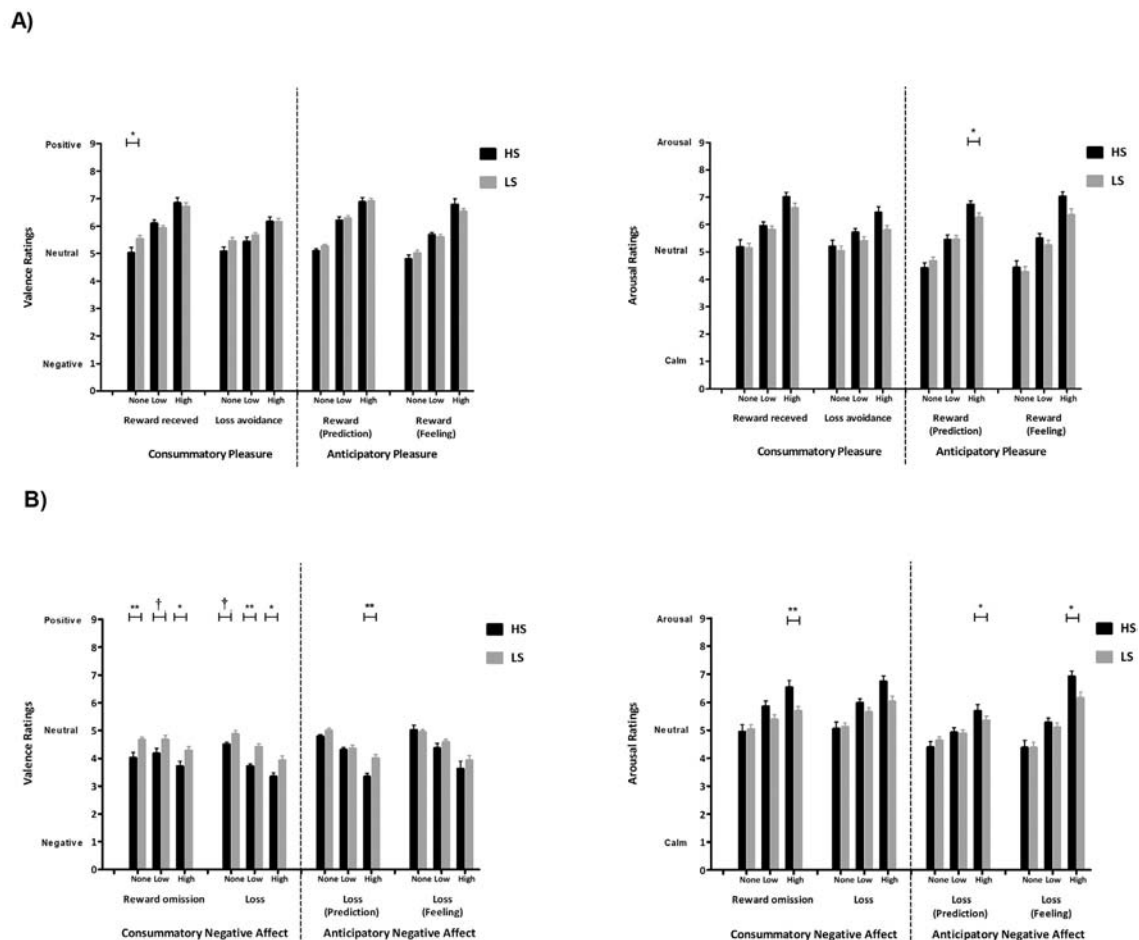 A)
*
Positive
Neutral
Negative
Valence Ratings
9
8
7
6
5
4
3
2
1
0
HS
LS
None Low High
None Low High
None Low High
None Low High
Reward receved
Loss avoidance
Reward
(Prediction)
Reward
(Feeling)
Consummatory Pleasure
Anticipatory Pleasure
*
Arousal
Neutral
Calm
Arousal Ratings
9
8
7
6
5
4
3
2
1
0
HS
LS
None Low High
None Low High
None Low High
None Low High
Reward receved
Loss avoidance
Reward
(Prediction)
Reward
(Feeling)
Consummatory Pleasure
Anticipatory Pleasure
B)
** † * † ** * **
Positive
Neutral
Negative
Valence Ratings
9
8
7
6
5
4
3
2
1
0
HS
LS
None Low High
None Low High
None Low High
None Low High
Reward omission
Loss
Loss
(Prediction)
Loss
(Feeling)
Consummatory Negative Affect
Anticipatory Negative Affect
** * *
Arousal
Neutral
Calm
Arousal Ratings
9
8
7
6
5
4
3
2
1
0
HS
LS
None Low High
None Low High
None Low High
None Low High
Reward omission
Loss
Loss
(Prediction)
Loss
(Feeling)
Consummatory Negative Affect
Anticipatory Negative Affect